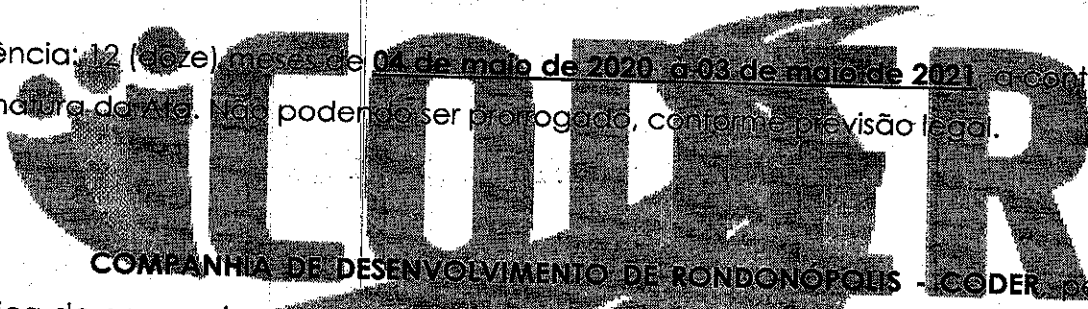 ência: 12 (doze) meses de 04 de maio de 2020 a 03 de maio de 2021, a cont
natura da Ata. Não podendo ser prorrogado, conforme previsão legal.
CODER
COMPANHIA DE DESENVOLVIMENTO DE RONDONÓPOLIS - CODER